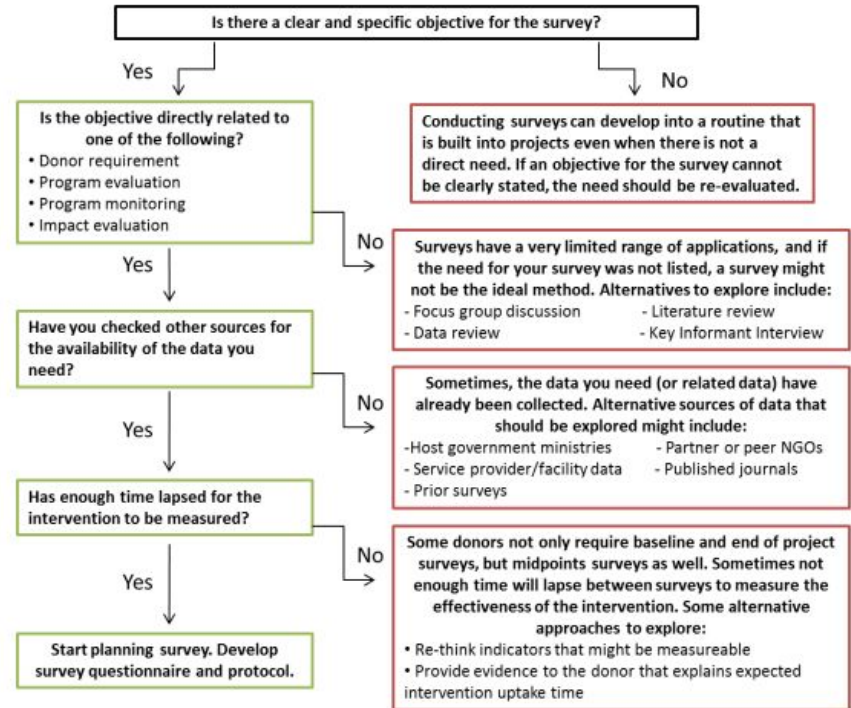 Is there a clear and specific objective for the survey?
Yes
No
Is the objective directly related to
one of the following?
• Donor requirement
• Program evaluation
• Program monitoring
• Impact evaluation
Conducting surveys can develop into a routine that
is built into projects even when there is not a
direct need. If an objective for the survey cannot
be clearly stated, the need should be re-evaluated.
Yes
No
Surveys have a very limited range of applications, and if
the need for your survey was not listed, a survey might
not be the ideal method. Alternatives to explore include:
- Focus group discussion - Literature review
- Data review - Key Informant Interview
Have you checked other sources for
the availability of the data you
need?
Yes
No
Sometimes, the data you need (or related data) have
already been collected. Alternative sources of data that
should be explored might include:
-Host government ministries - Partner or peer NGOs
- Service provider/facility data - Published journals
- Prior surveys
Has enough time lapsed for the
intervention to be measured?
Yes
No
Some donors not only require baseline and end of project
surveys, but midpoints surveys as well. Sometimes not
enough time will lapse between surveys to measure the
effectiveness of the intervention. Some alternative
approaches to explore:
• Re-think indicators that might be measureable
• Provide evidence to the donor that explains expected
intervention uptake time
Start planning survey. Develop
survey questionnaire and protocol.